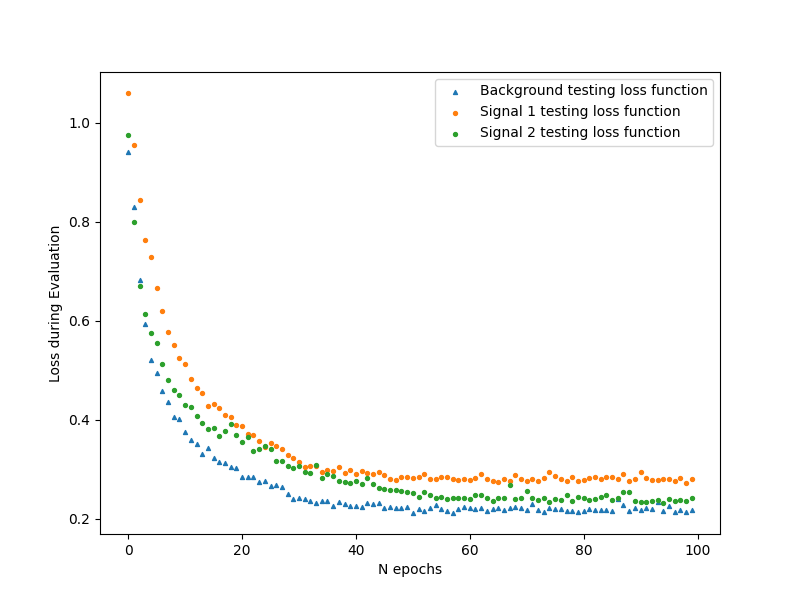 Background testing loss function
Signal 1 testing loss function
Signal 2 testing loss function
1.0
0.8
0.6
0.4
0.2
Loss during Evaluation
0 20 40 60 80 100
N epochs